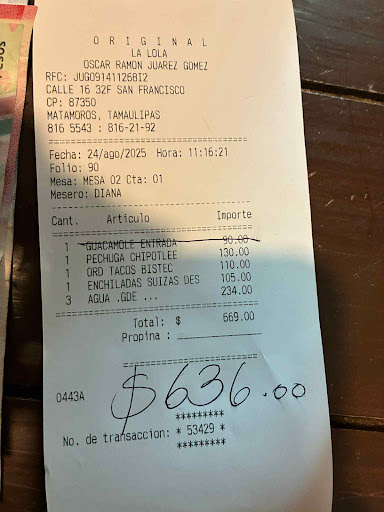 O R I G I N A L
LA LOLA
OSCAR RAMON JUAREZ GOMEZ
RFC: JUGO9141126BI2
CALLE 16 32F SAN FRANCISCO
CP: 87350
MATAMOROS, TAMAULIPAS
816 5543 : 816-21-92
Fecha: 24/ago/2025 Hora: 11:16:21
Folio: 90
Mesa: MESA 02 Cta: 01
Mesero: DIANA
Cant. Articulo Importe
1 GUACAMOLE ENTRADA 90.00
1 PECHUGA CHIPOTLEE 130.00
1 ORD TACOS BISTEC 110.00
1 ENCHILADAS SUIZAS DES 105.00
3 AGUA .GDE ... 234.00
Total: $ 669.00
Propina :
$636.00
0443A
*********
No. de transaccion: * 53429 *
*********